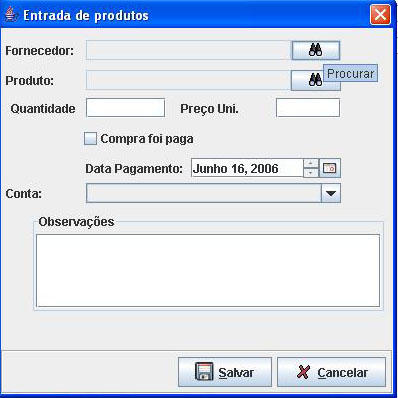 Entrada de produtos
Fornecedor:
Procurar
Produto:
Quantidade Preço Uni.
Compra foi paga
Data Pagamento: Junho 16, 2006
Conta:
Observações
Salvar Cancelar